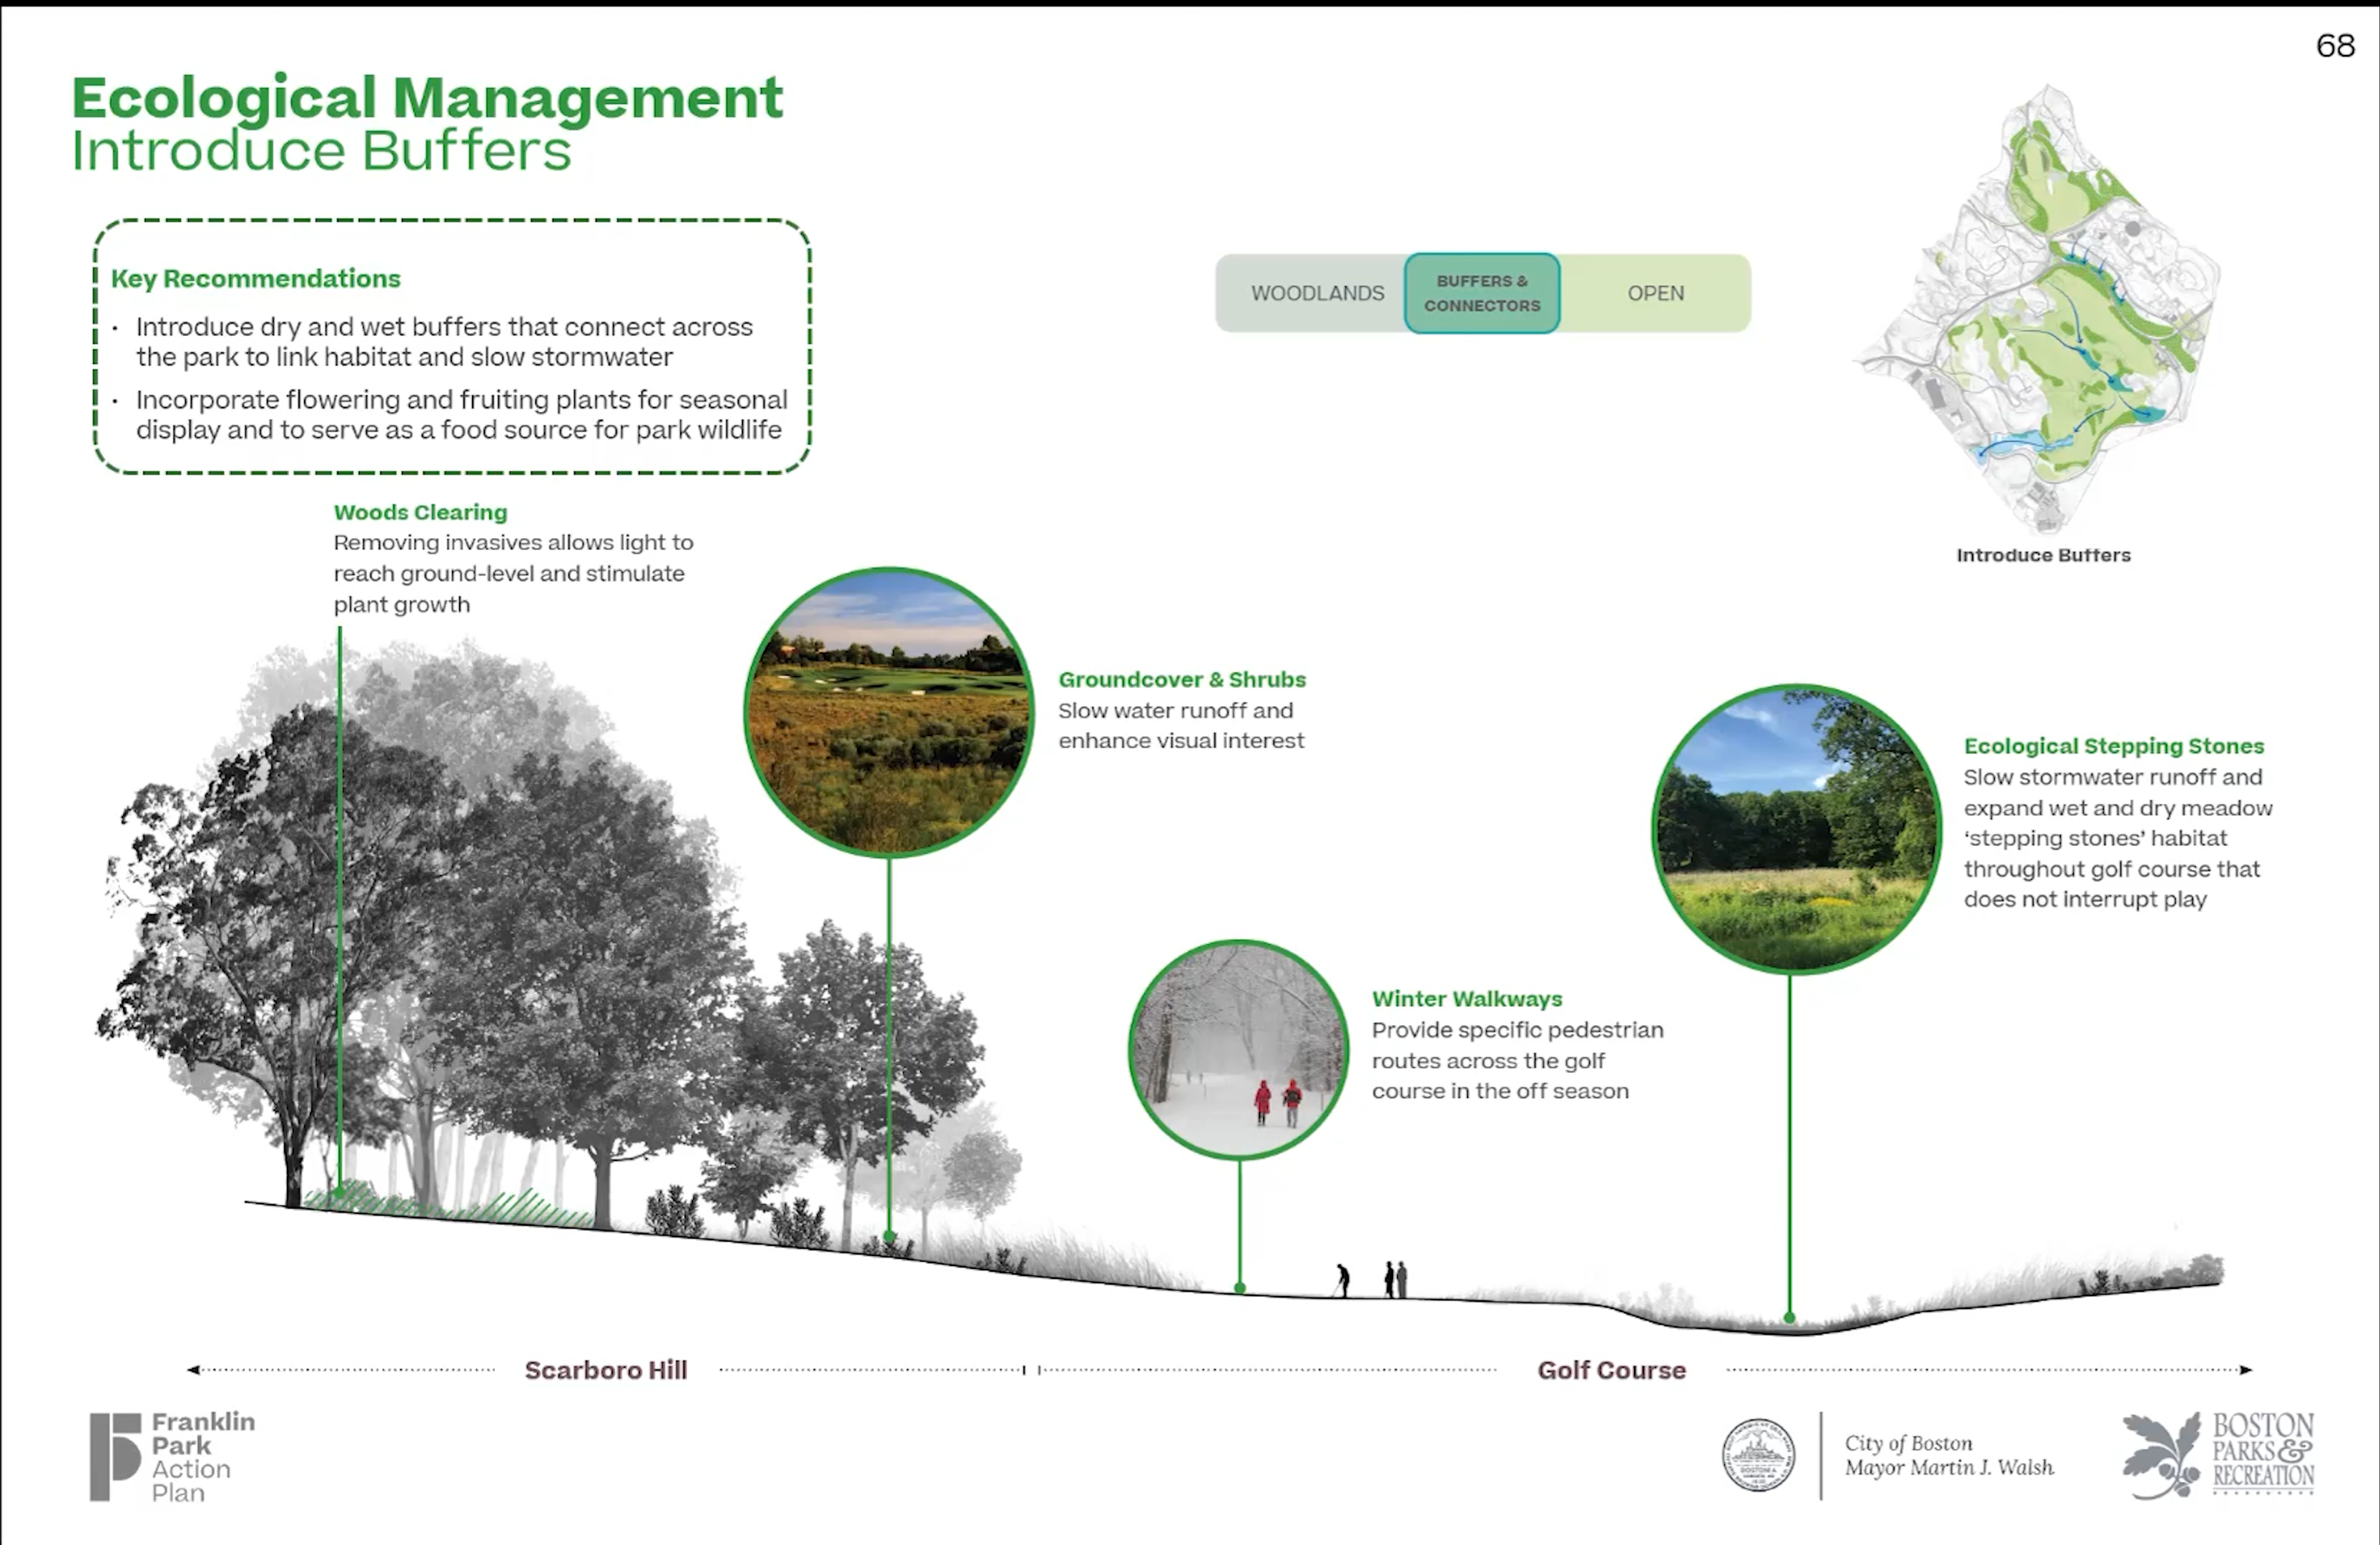 68
Ecological Management
Introduce Buffers
Key Recommendations
· Introduce dry and wet buffers that connect across
the park to link habitat and slow stormwater
· Incorporate flowering and fruiting plants for seasonal
display and to serve as a food source for park wildlife
WOODLANDS
BUFFERS &
CONNECTORS
OPEN
Introduce Buffers
Woods Clearing
Removing invasives allows light to
reach ground-level and stimulate
plant growth
Groundcover & Shrubs
Slow water runoff and
enhance visual interest
Winter Walkways
Provide specific pedestrian
routes across the golf
course in the off season
Ecological Stepping Stones
Slow stormwater runoff and
expand wet and dry meadow
‘stepping stones’ habitat
throughout golf course that
does not interrupt play
Scarboro Hill
Golf Course
Franklin
Park
Action
Plan
City of Boston
Mayor Martin J. Walsh
BOSTON
PARKS &
RECREATION